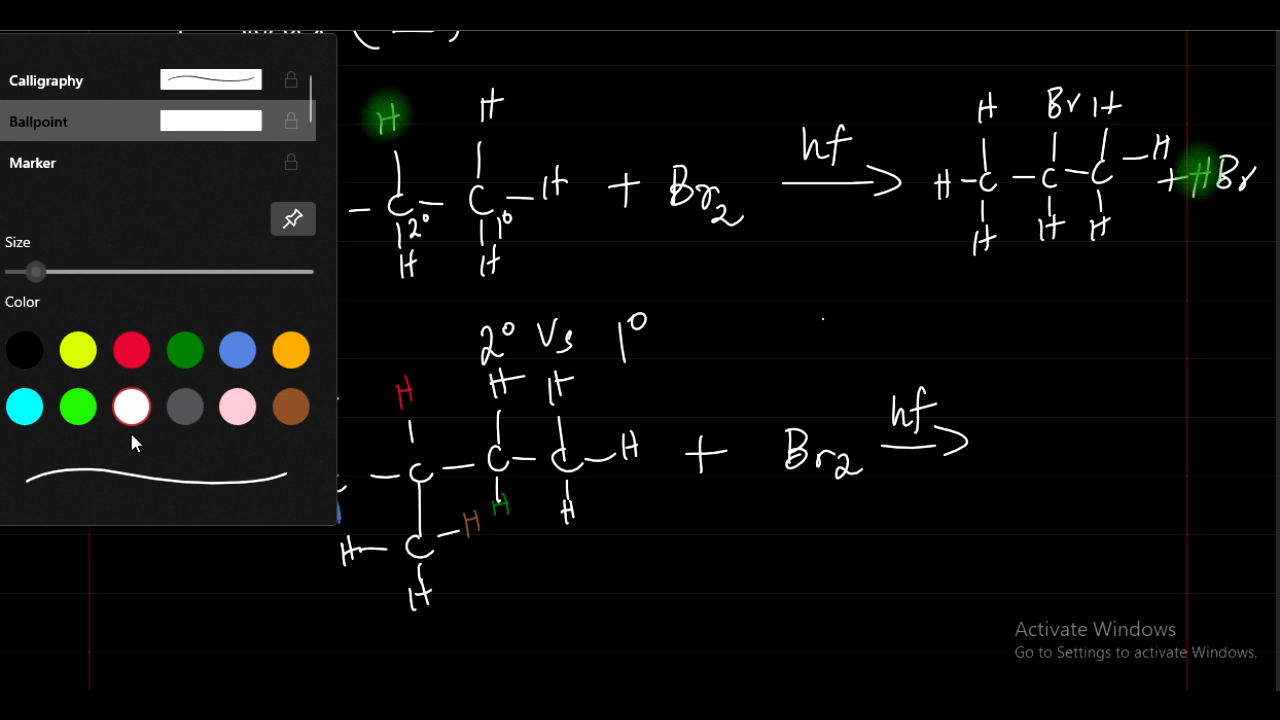 Calligraphy
Ballpoint
Marker
Size
Color
H H
— C — C — H + Br2 hf → H — C — C — C — H + HBr
2° 1°
H H
H Br H
H H H
2° Vs 1°
H H H
— C — C — C — H + Br2 hf →
H H
H — C — H
H
Activate Windows
Go to Settings to activate Windows.